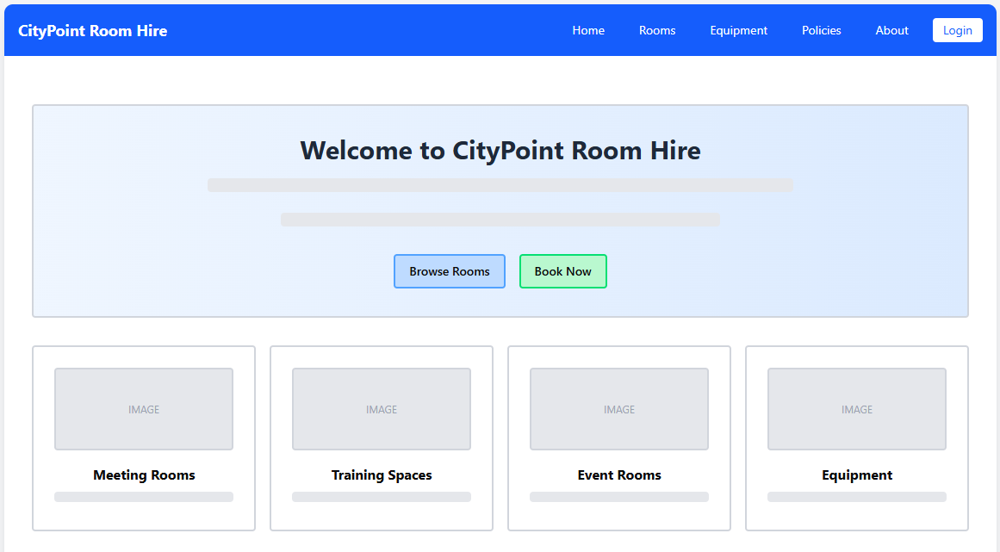 CityPoint Room Hire
Home Rooms Equipment Policies About Login
Welcome to CityPoint Room Hire
Browse Rooms Book Now
IMAGE IMAGE IMAGE IMAGE
Meeting Rooms Training Spaces Event Rooms Equipment